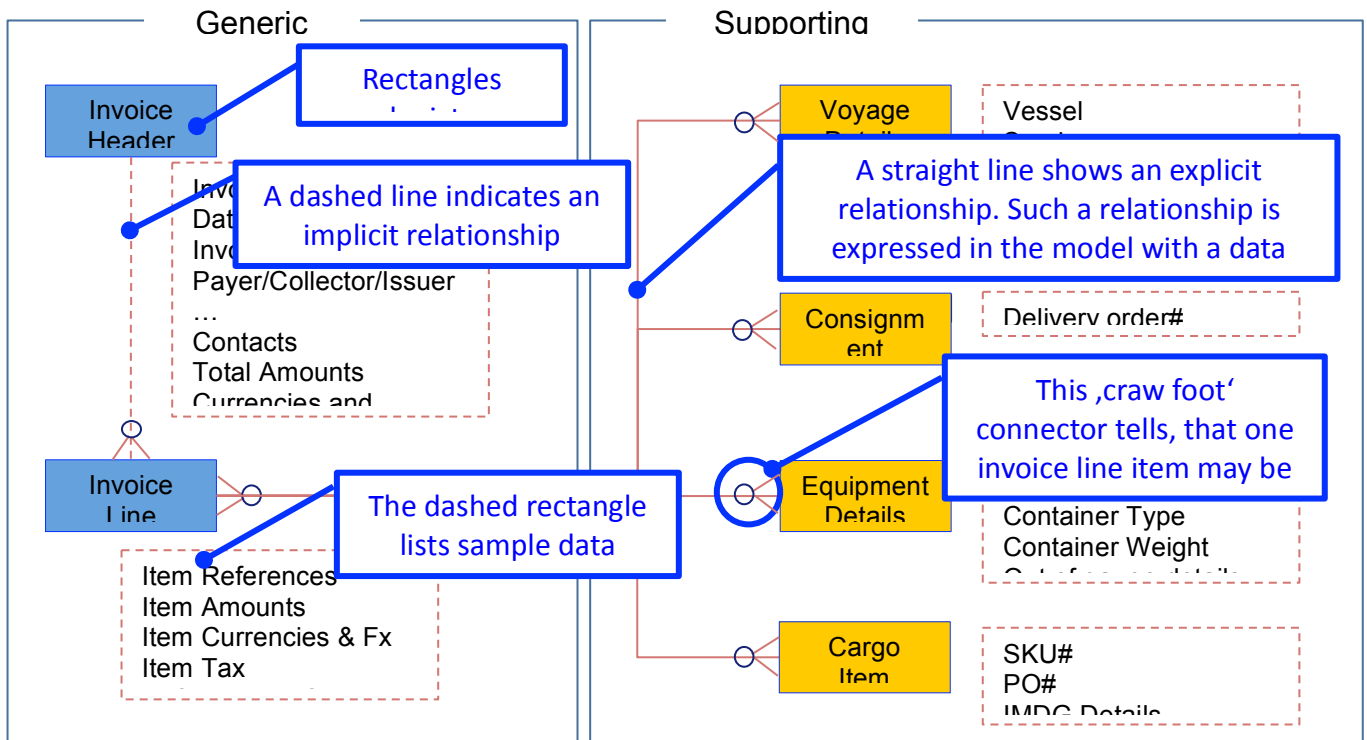 Generic
Supporting
Rectangles
Invoice
Header
A dashed line indicates an
implicit relationship
Payer/Collector/Issuer
…
Contacts
Total Amounts
Currencies and
Invoice
Line
The dashed rectangle
lists sample data
Item References
Item Amounts
Item Currencies & Fx
Item Tax
Voyage
Vessel
A straight line shows an explicit
relationship. Such a relationship is
expressed in the model with a data
Consignm
ent
Delivery order#
This ‚craw foot‘
connector tells, that one
invoice line item may be
Equipment
Details
Container Type
Container Weight
Cargo
Item
SKU#
PO#
IMDG Details